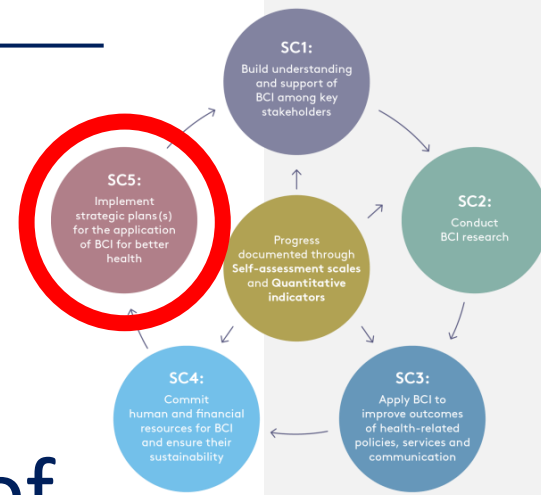 SC1:
Build understanding
and support of
BCI among key
stakeholders
SC5:
Implement
strategic plans(s)
for the application
of BCI for better
health
SC2:
Conduct
BCI research
Progress
documented through
Self-assessment scales
and Quantitative
indicators
SC4:
Commit
human and financial
resources for BCI
and ensure their
sustainability
SC3:
Apply BCI to
improve outcomes
of health-related
policies, services and
communication
of